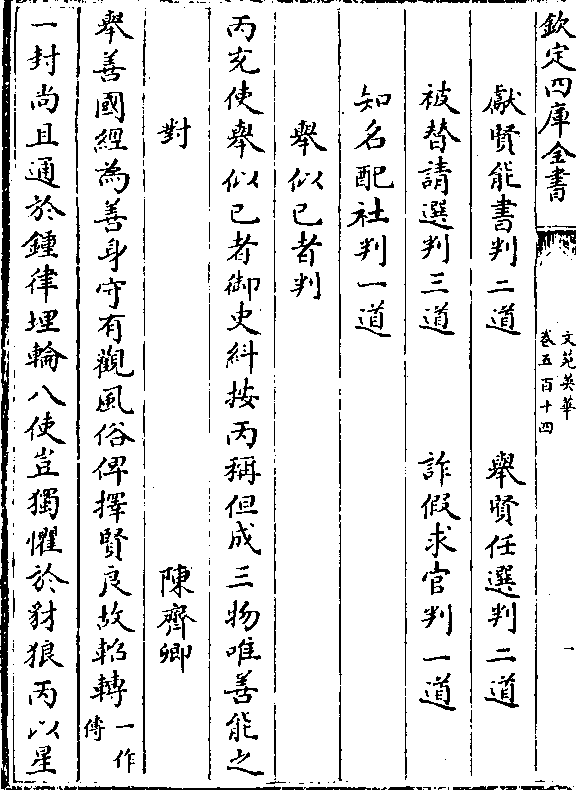 欽定四庫全書
文苑英華
卷五百十四
一
獻賢能書判二道 舉賢任選判二道
被替請選判三道 詐假求官判一道
知名配社判一道
舉似已者判
丙充使舉似已者御史糾按丙稱但成三物唯善能之
對 陳齊卿
舉善國經為善身守有觀風俗俾擇賢良故軺轉一作傳
一封尚且通於鍾律埋輪八使豈獨懼於豺狼丙以星